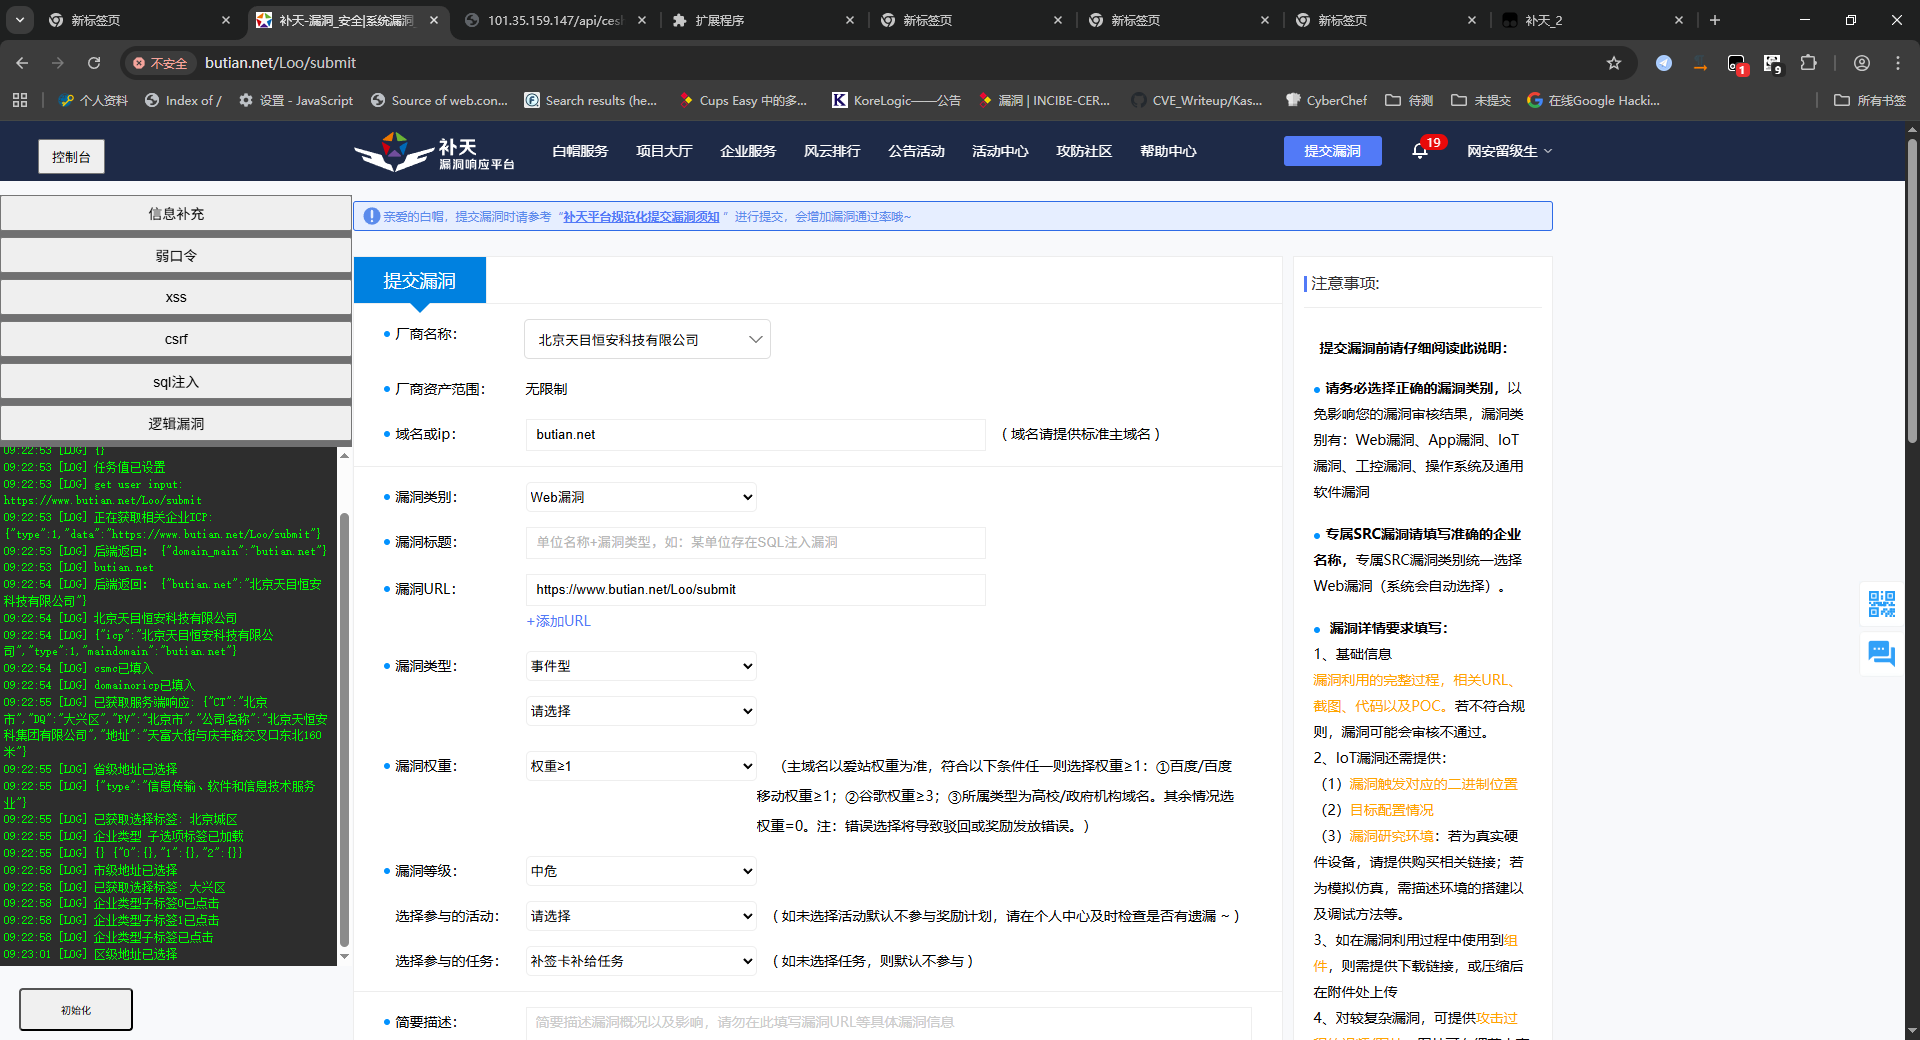 新标签页
补天-漏洞_安全|系统漏洞
101.35.159.147/api/cesh
扩展程序
新标签页
新标签页
新标签页
补天_2
不安全
butian.net/Loo/submit
1
9
个人资料
Index of /
设置 - JavaScript
Source of web.con...
Search results (he...
Cups Easy 中的多...
KoreLogic——公告
漏洞 | INCIBE-CER...
CVE_Writeup/Kas...
CyberChef
待测
未提交
在线Google Hacki...
所有书签
控制台
补天
漏洞响应平台
白帽服务
项目大厅
企业服务
风云排行
公告活动
活动中心
攻防社区
帮助中心
提交漏洞
19
网安留级生
信息补充
弱口令
xss
csrf
sql注入
逻辑漏洞
09:22:53 [LOG] {}
09:22:53 [LOG] 任务值已设置
09:22:53 [LOG] get user input:
https://www.butian.net/Loo/submit
09:22:53 [LOG] 正在获取相关企业ICP:
{"type":1,"data":"https://www.butian.net/Loo/submit"}
09:22:53 [LOG] 后端返回: {"domain_main":"butian.net"}
09:22:53 [LOG] butian.net
09:22:54 [LOG] 后端返回: {"butian.net":"北京天目恒安
科技有限公司"}
09:22:54 [LOG] 北京天目恒安科技有限公司
09:22:54 [LOG] {"icp":"北京天目恒安科技有限公
司","type":1,"maindomain":"butian.net"}
09:22:54 [LOG] csmc已填入
09:22:54 [LOG] domainoricp已填入
09:22:55 [LOG] 已获取服务端响应: {"CT":"北京
市","DQ":"大兴区","PV":"北京市","公司名称":"北京天恒安
科集团有限公司","地址":"天富大街与庆丰路交叉口东北160
米"}
09:22:55 [LOG] 省级地址已选择
09:22:55 [LOG] {"type":"信息传输、软件和信息技术服务
业"}
09:22:55 [LOG] 已获取选择标签: 北京城区
09:22:55 [LOG] 企业类型 子选项标签已加载
09:22:55 [LOG] {} {"0":{},"1":{},"2":{}}
09:22:58 [LOG] 市级地址已选择
09:22:58 [LOG] 已获取选择标签: 大兴区
09:22:58 [LOG] 企业类型子标签0已点击
09:22:58 [LOG] 企业类型子标签1已点击
09:22:58 [LOG] 企业类型子标签已点击
09:23:01 [LOG] 区级地址已选择
初始化
亲爱的白帽，提交漏洞时请参考“补天平台规范化提交漏洞须知 ”进行提交，会增加漏洞通过率哦~
提交漏洞
厂商名称：
北京天目恒安科技有限公司
厂商资产范围：
无限制
域名或ip：
butian.net
（ 域名请提供标准主域名 ）
漏洞类别：
Web漏洞
漏洞标题：
单位名称+漏洞类型，如：某单位存在SQL注入漏洞
漏洞URL：
https://www.butian.net/Loo/submit
+添加URL
漏洞类型：
事件型
请选择
漏洞权重：
权重≥1
（主域名以爱站权重为准，符合以下条件任一则选择权重≥1：①百度/百度
移动权重≥1；②谷歌权重≥3；③所属类型为高校/政府机构域名。其余情况选
权重=0。注：错误选择将导致驳回或奖励发放错误。）
漏洞等级：
中危
选择参与的活动：
请选择
（ 如未选择活动默认不参与奖励计划，请在个人中心及时检查是否有遗漏 ~ ）
选择参与的任务：
补签卡补给任务
（ 如未选择任务，则默认不参与 ）
简要描述：
简要描述漏洞概况以及影响，请勿在此填写漏洞URL等具体漏洞信息
注意事项:
提交漏洞前请仔细阅读此说明：
请务必选择正确的漏洞类别，以
免影响您的漏洞审核结果，漏洞类
别有：Web漏洞、App漏洞、IoT
漏洞、工控漏洞、操作系统及通用
软件漏洞
专属SRC漏洞请填写准确的企业
名称，专属SRC漏洞类别统一选择
Web漏洞（系统会自动选择）。
漏洞详情要求填写：
1、基础信息
漏洞利用的完整过程，相关URL、
截图、代码以及POC。若不符合规
则，漏洞可能会审核不通过。
2、IoT漏洞还需提供：
（1）漏洞触发对应的二进制位置
（2）目标配置情况
（3）漏洞研究环境：若为真实硬
件设备，请提供购买相关链接；若
为模拟仿真，需描述环境的搭建以
及调试方法等。
3、如在漏洞利用过程中使用到组
件，则需提供下载链接，或压缩后
在附件处上传
4、对较复杂漏洞，可提供攻击过